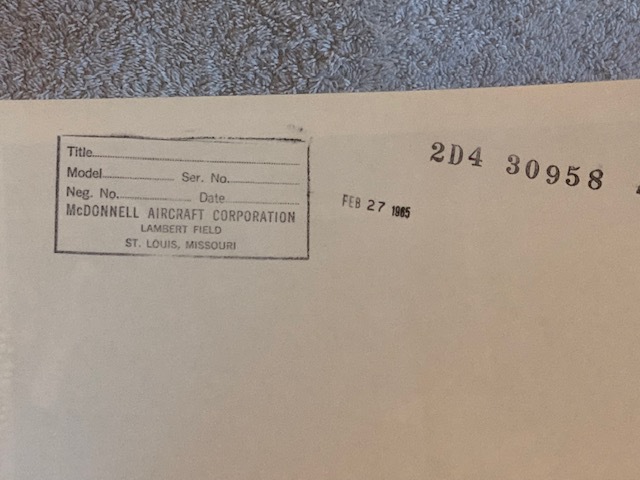 Title
Model Ser. No.
Neg. No. Date
McDONNELL AIRCRAFT CORPORATION
LAMBERT FIELD
ST. LOUIS, MISSOURI
FEB 27 1965
2D4 30958